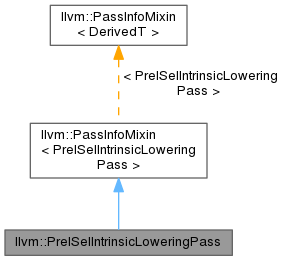 llvm::PassInfoMixin
< DerivedT >
< PreISelIntrinsicLowering
Pass >
llvm::PassInfoMixin
< PreISelIntrinsicLowering
Pass >
llvm::PreISelIntrinsicLoweringPass